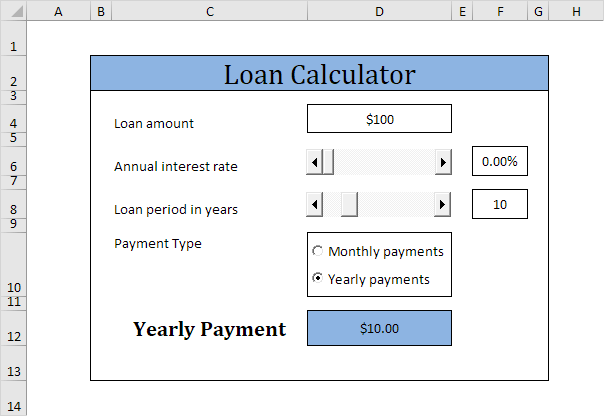 A B C D E F G H
1
2 Loan Calculator
3
4 Loan amount $100
5
6 Annual interest rate 0.00%
7
8 Loan period in years 10
9
Payment Type
Monthly payments
10 Yearly payments
11
12 Yearly Payment $10.00
13
14